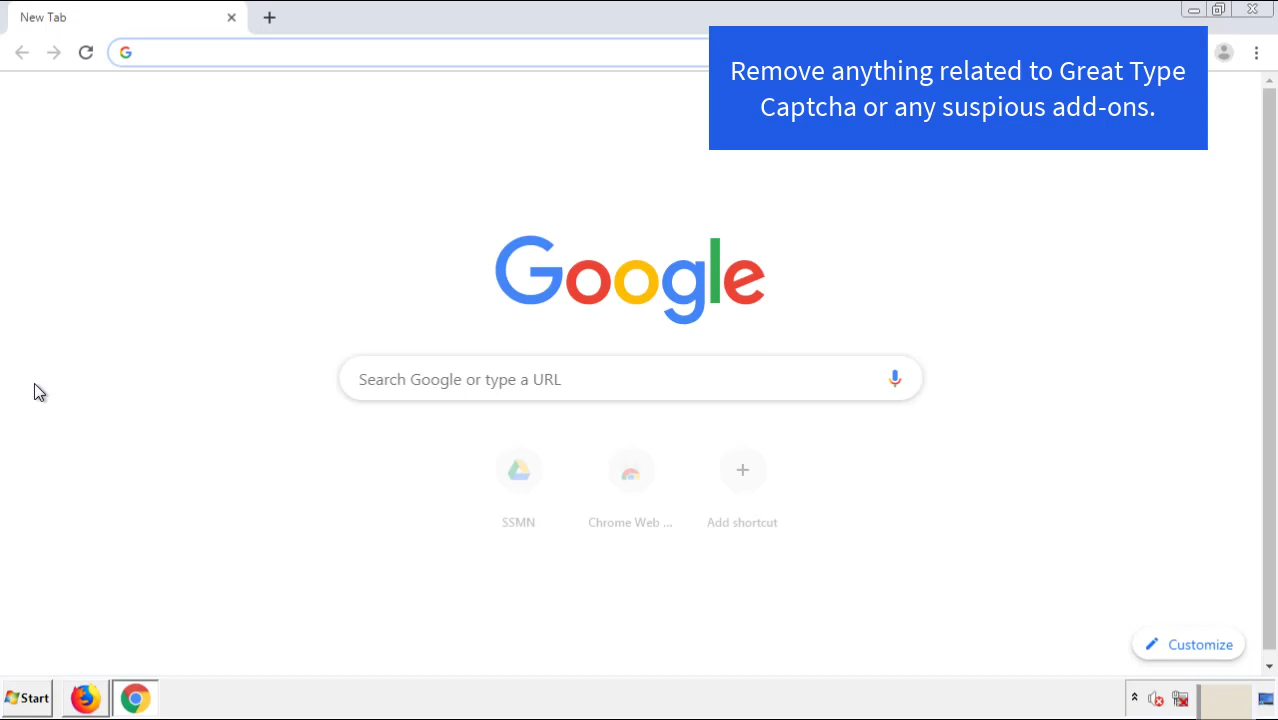 New Tab
Remove anything related to Great Type
Captcha or any suspious add-ons.
Google
Search Google or type a URL
SSMN
Chrome Web ...
Add shortcut
Customize
Start